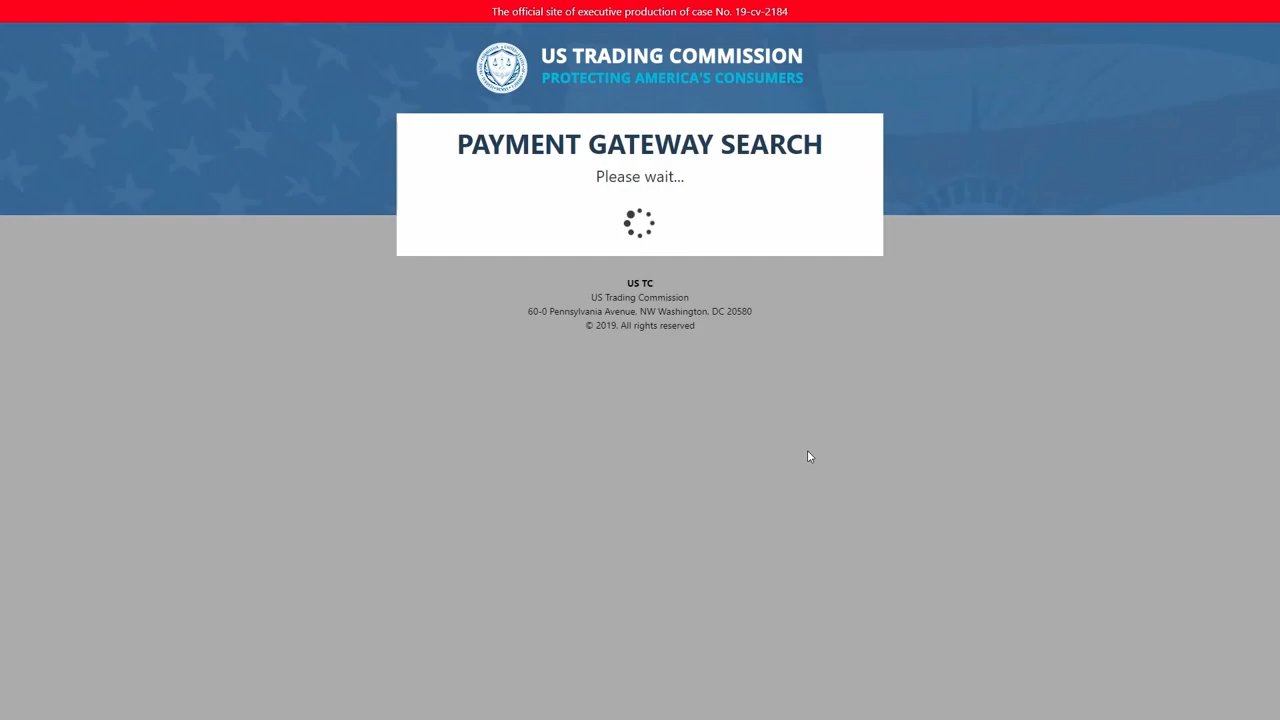 The official site of executive production of case No. 19-cv-2184
US TRADING COMMISSION
PROTECTING AMERICA'S CONSUMERS
PAYMENT GATEWAY SEARCH
Please wait...
US TC
US Trading Commission
60-0 Pennsylvania Avenue, NW Washington, DC 20580
© 2019. All rights reserved